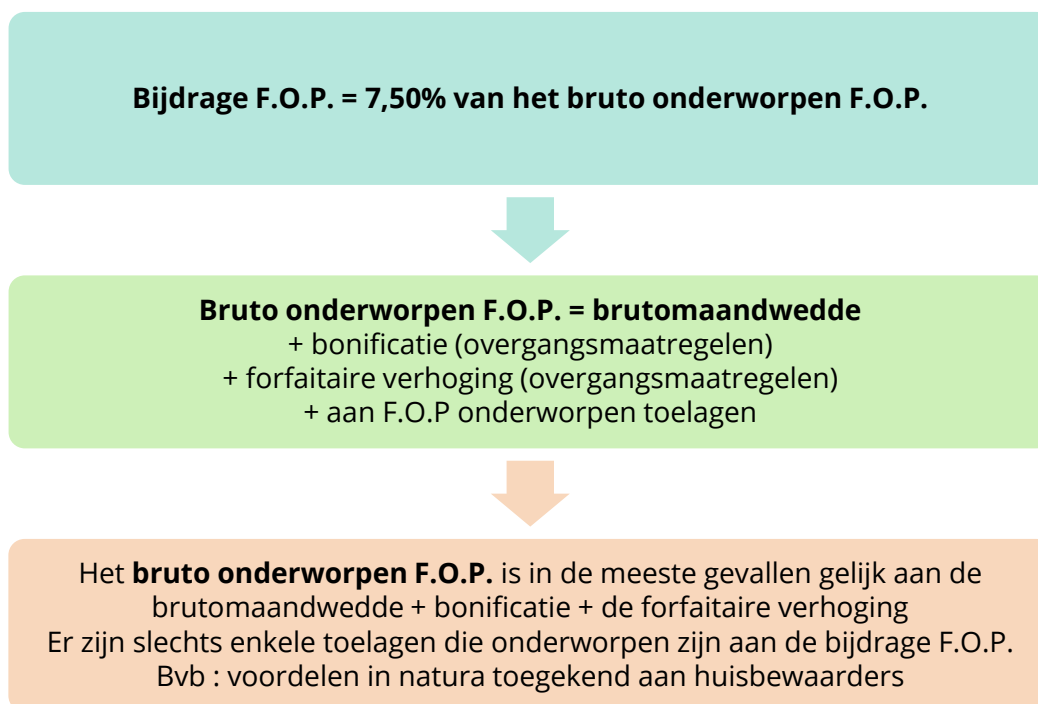 Bijdrage F.O.P. = 7,50% van het bruto onderworpen F.O.P.
Bruto onderworpen F.O.P. = brutomaandwedde
+ bonificatie (overgangsmaatregelen)
+ forfaitaire verhoging (overgangsmaatregelen)
+ aan F.O.P onderworpen toelagen
Het bruto onderworpen F.O.P. is in de meeste gevallen gelijk aan de
brutomaandwedde + bonificatie + de forfaitaire verhoging
Er zijn slechts enkele toelagen die onderworpen zijn aan de bijdrage F.O.P.
Bvb : voordelen in natura toegekend aan huisbewaarders